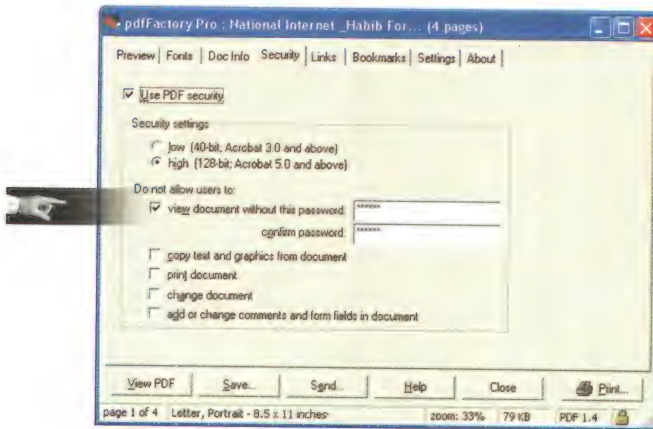 pdfFactory Pro : National Internet _Habib For... (4 pages)
Preview Fonts Doc Info Security Links Bookmarks Settings About
Use PDF security
Security settings
low (40-bit, Acrobat 3.0 and above)
high (128-bit; Acrobat 5.0 and above)
Do not allow users to:
view document without this password: ******
confirm password: ******
copy text and graphics from document
print document
change document
add or change comments and form fields in document
View PDF Save... Send... Help Close Print...
page 1 of 4 Letter, Portrait - 8.5 x 11 inches zoom: 33% 79 KB PDF 1.4